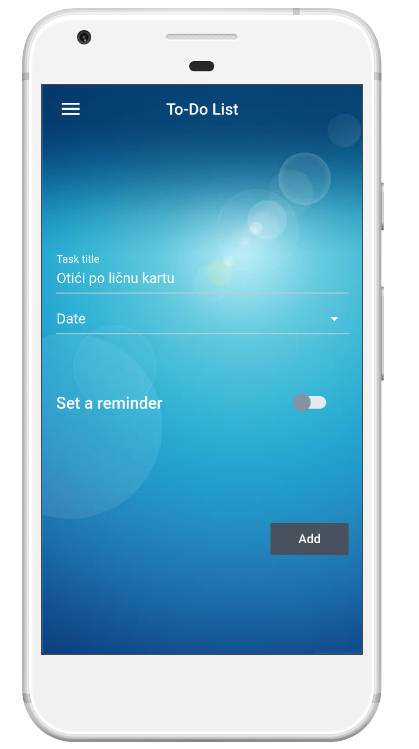 To-Do List
Task title
Otići po ličnu kartu
Date
Set a reminder
Add